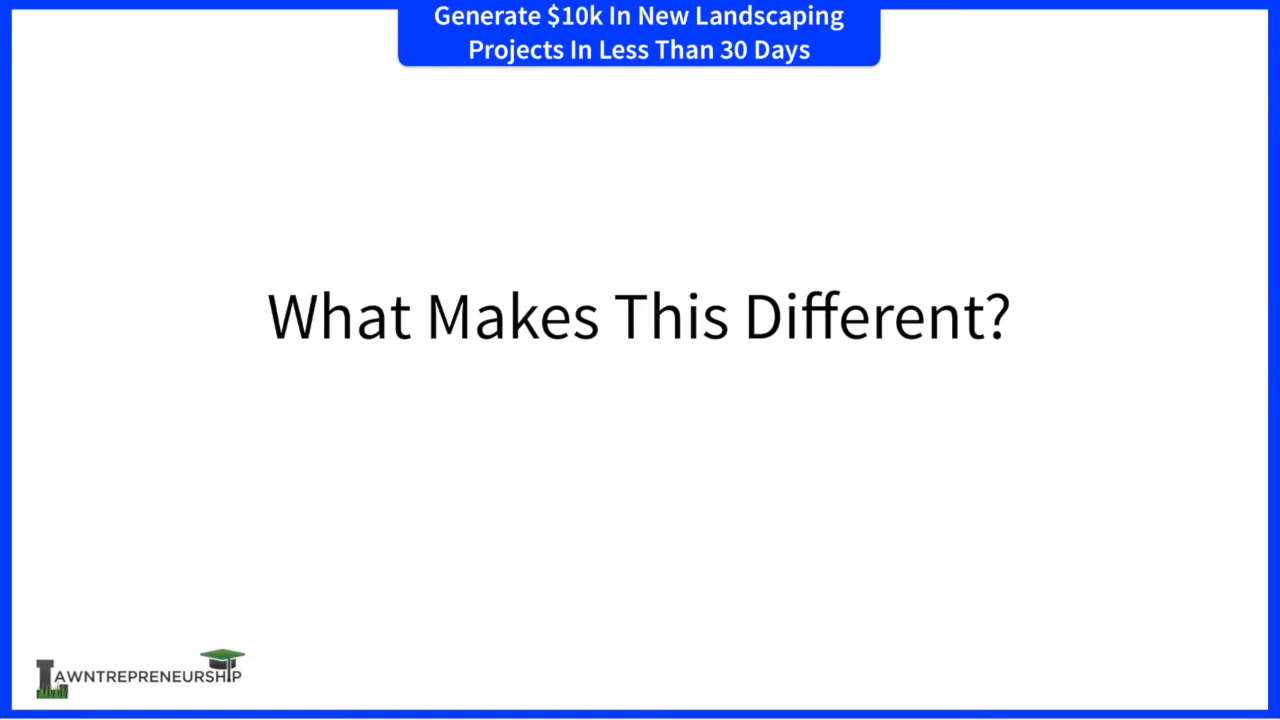 Generate $10k In New Landscaping
Projects In Less Than 30 Days
What Makes This Different?
LAWNTREPRENEURSHIP